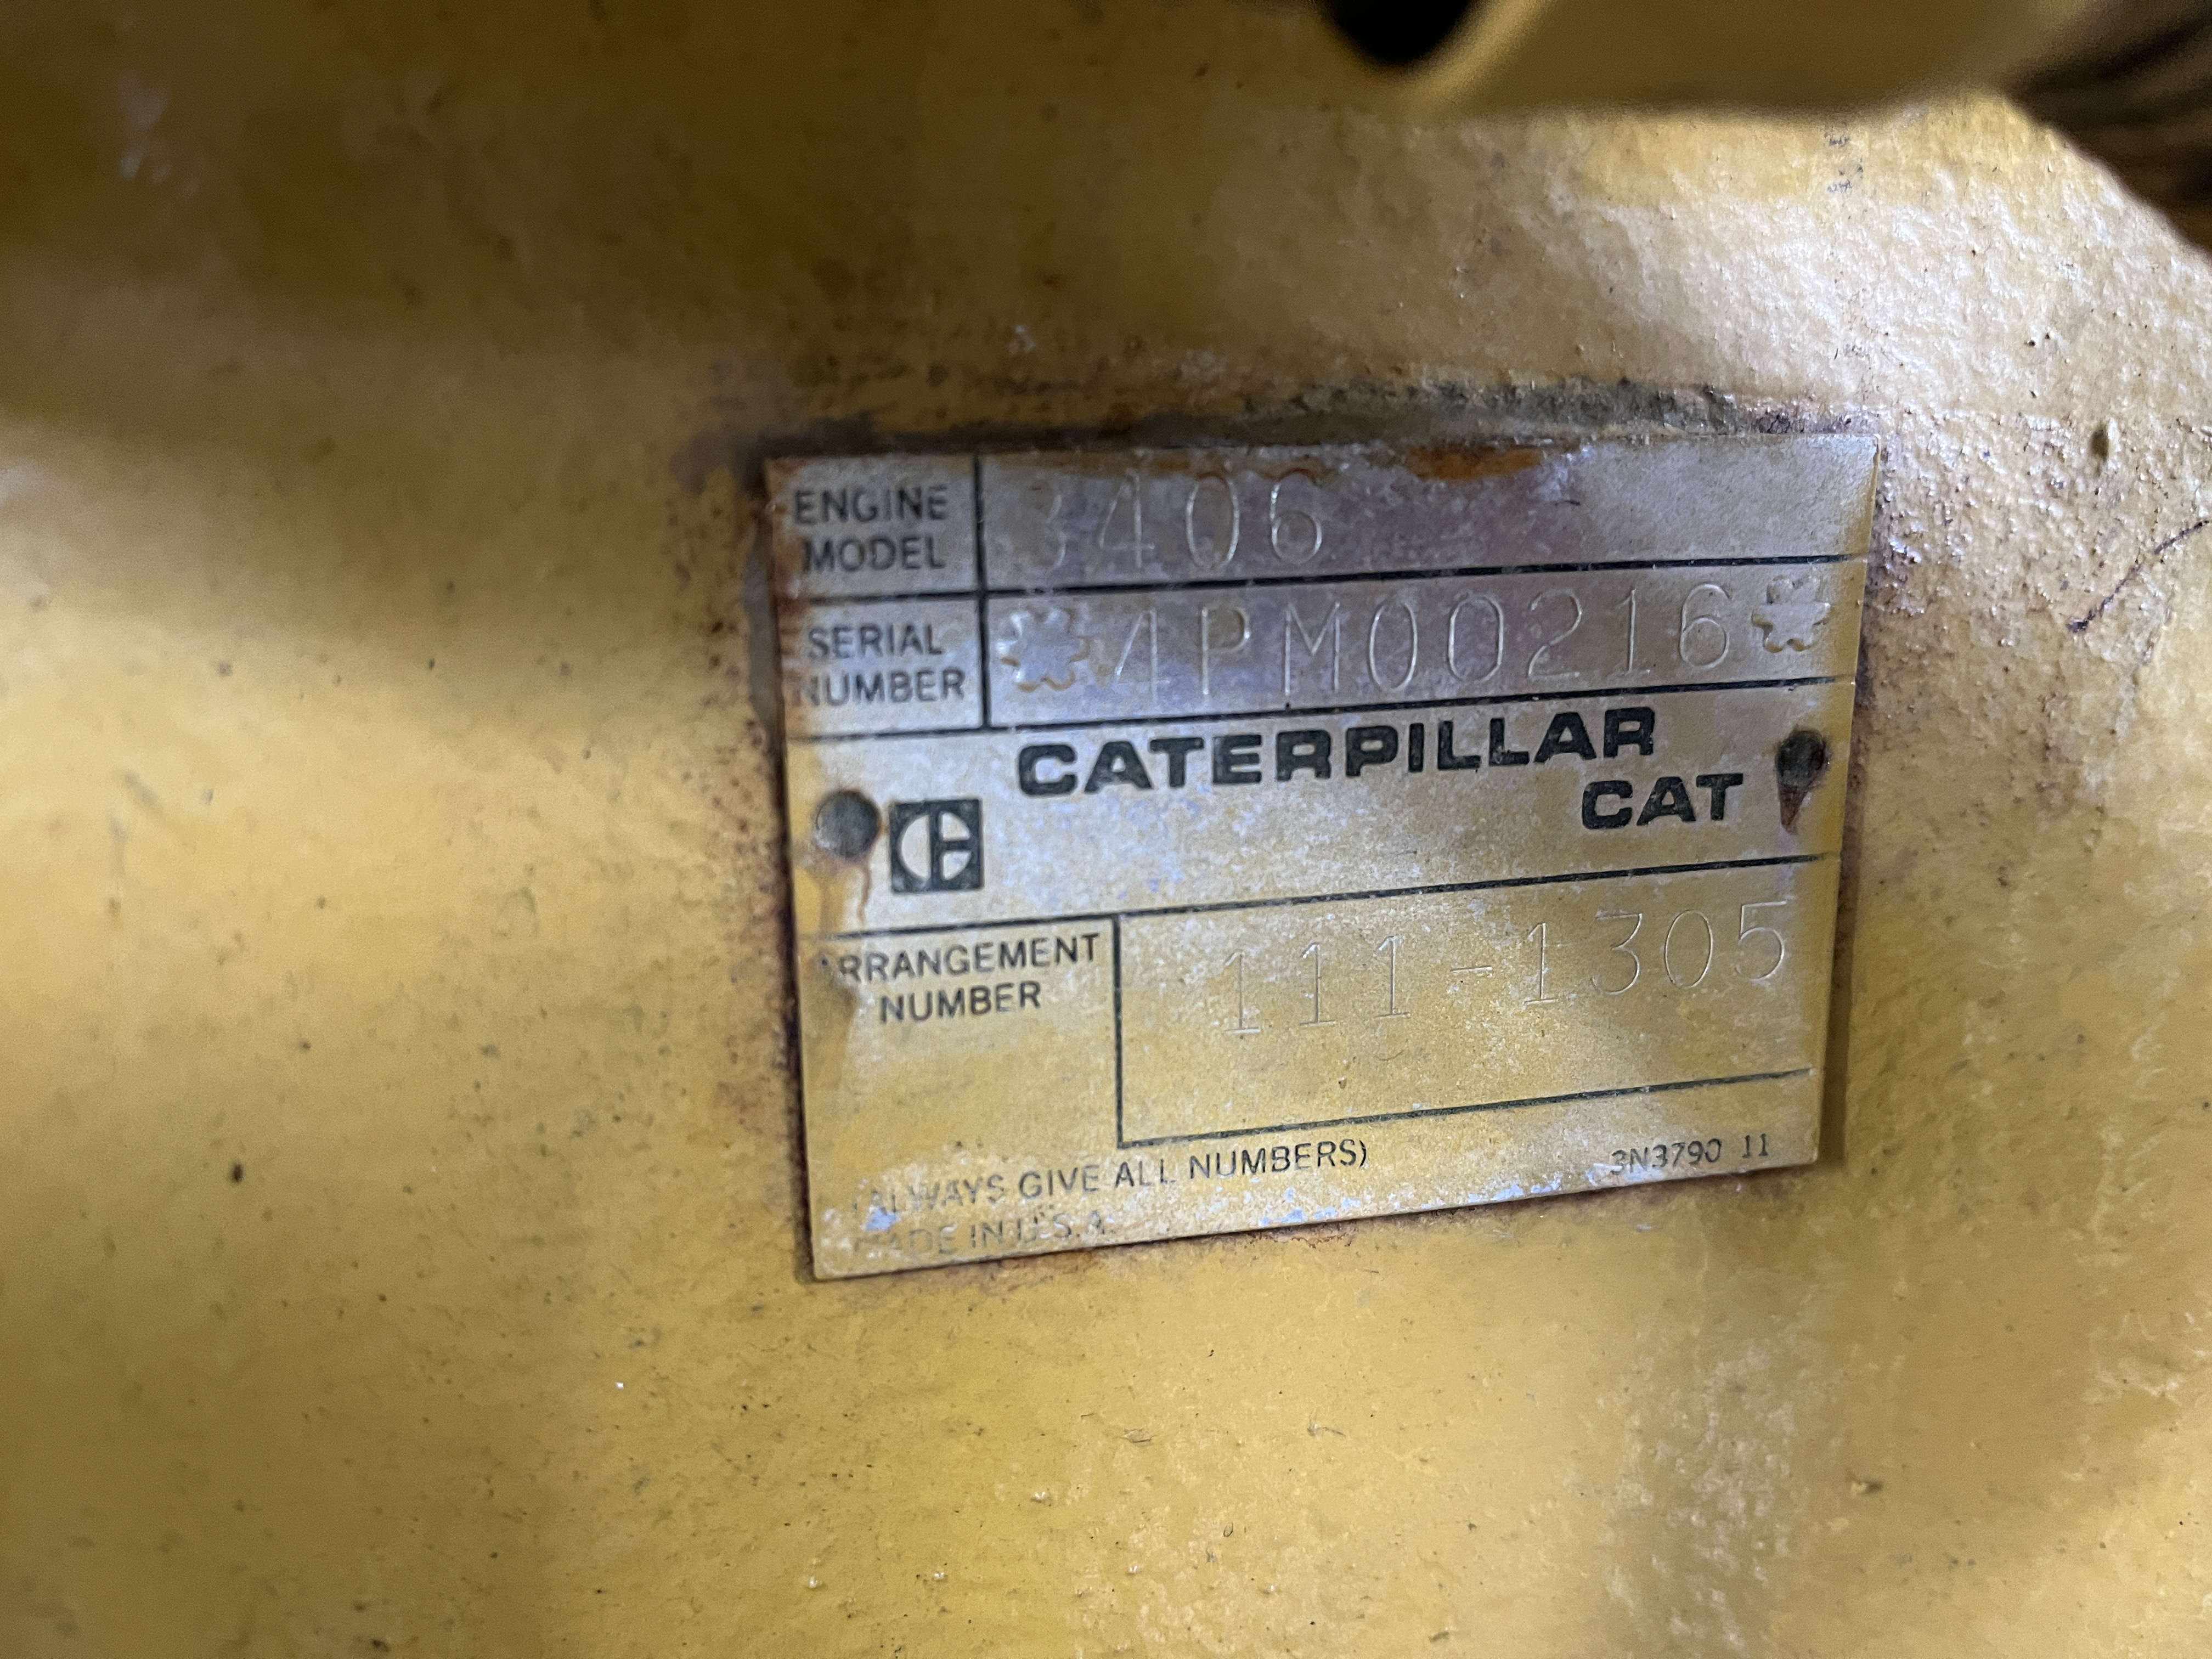 ENGINE
MODEL
3406
SERIAL
NUMBER
4PM00216
CATERPILLAR
CAT
ARRANGEMENT
NUMBER
111-1305
(ALWAYS GIVE ALL NUMBERS)
3N3790 11
MADE IN U.S.A.